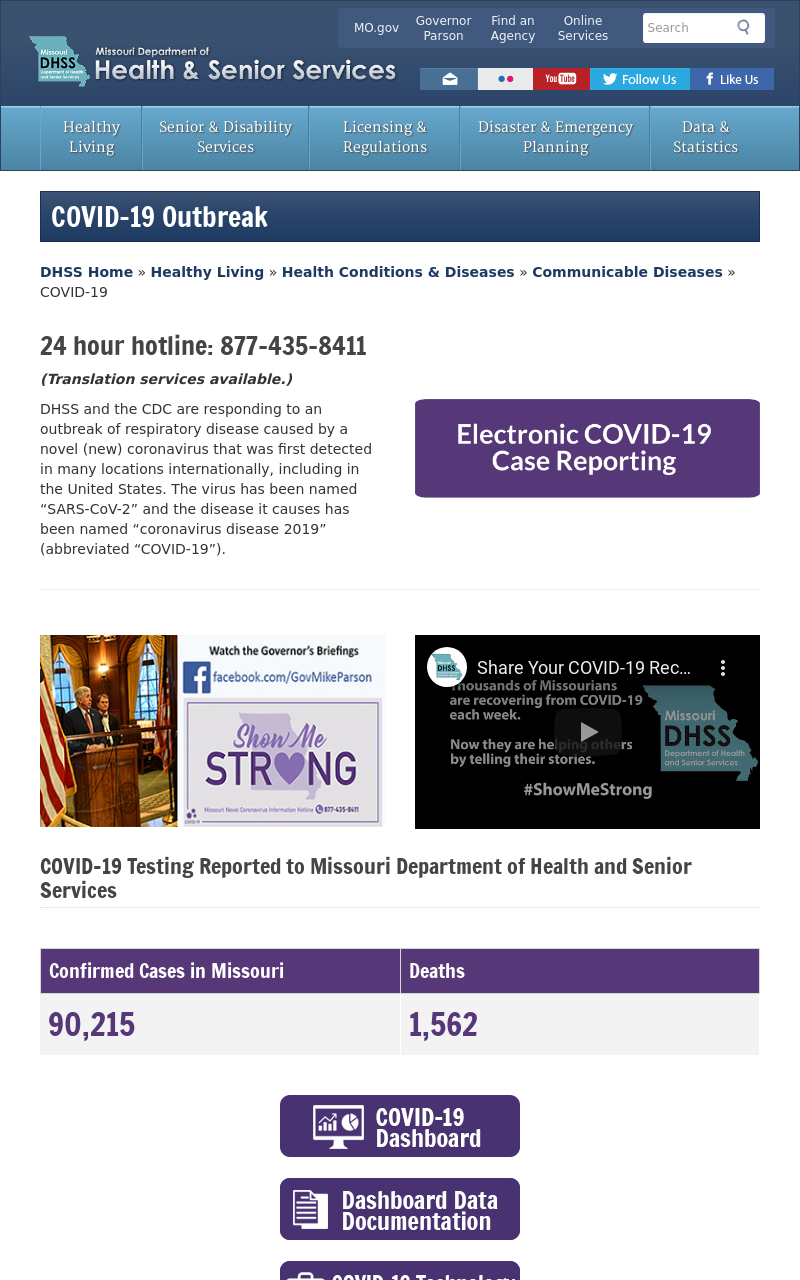 MO.gov
Governor
Parson
Find an
Agency
Online
Services
Search
Missouri
DHSS
Department of Health
and Senior Services
Missouri Department of
Health & Senior Services
You Tube
Follow Us
Like Us
Healthy
Living
Senior & Disability
Services
Licensing &
Regulations
Disaster & Emergency
Planning
Data &
Statistics
COVID-19 Outbreak
DHSS Home » Healthy Living » Health Conditions & Diseases » Communicable Diseases »
COVID-19
24 hour hotline: 877-435-8411
(Translation services available.)
DHSS and the CDC are responding to an
outbreak of respiratory disease caused by a
novel (new) coronavirus that was first detected
in many locations internationally, including in
the United States. The virus has been named
“SARS-CoV-2” and the disease it causes has
been named “coronavirus disease 2019”
(abbreviated “COVID-19”).
Electronic COVID-19
Case Reporting
Watch the Governor's Briefings
facebook.com/GovMikeParson
Show Me
STRONG
Missouri Novel Coronavirus Information Hotline 877-435-8411
DHSS
Share Your COVID-19 Rec...
Thousands of Missourians
are recovering from COVID-19
each week.
Now they are helping others
by telling their stories.
#ShowMeStrong
Missouri
DHSS
Department of Health
and Senior Services
COVID-19 Testing Reported to Missouri Department of Health and Senior
Services
Confirmed Cases in Missouri
Deaths
90,215
1,562
COVID-19
Dashboard
Dashboard Data
Documentation
COVID-19 Technology